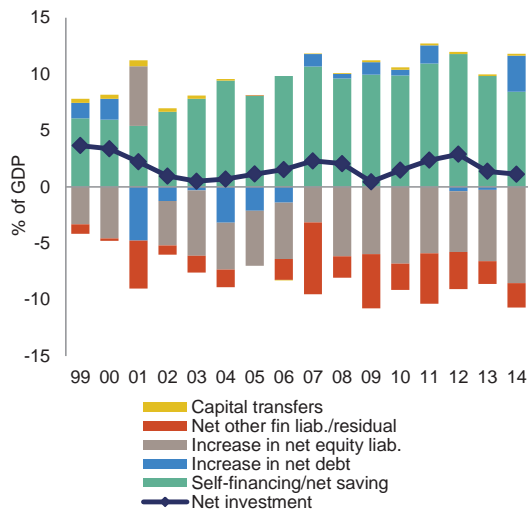 % of GDP
15
10
5
0
-5
-10
-15
99 00 01 02 03 04 05 06 07 08 09 10 11 12 13 14
Capital transfers
Net other fin liab./residual
Increase in net equity liab.
Increase in net debt
Self-financing/net saving
Net investment